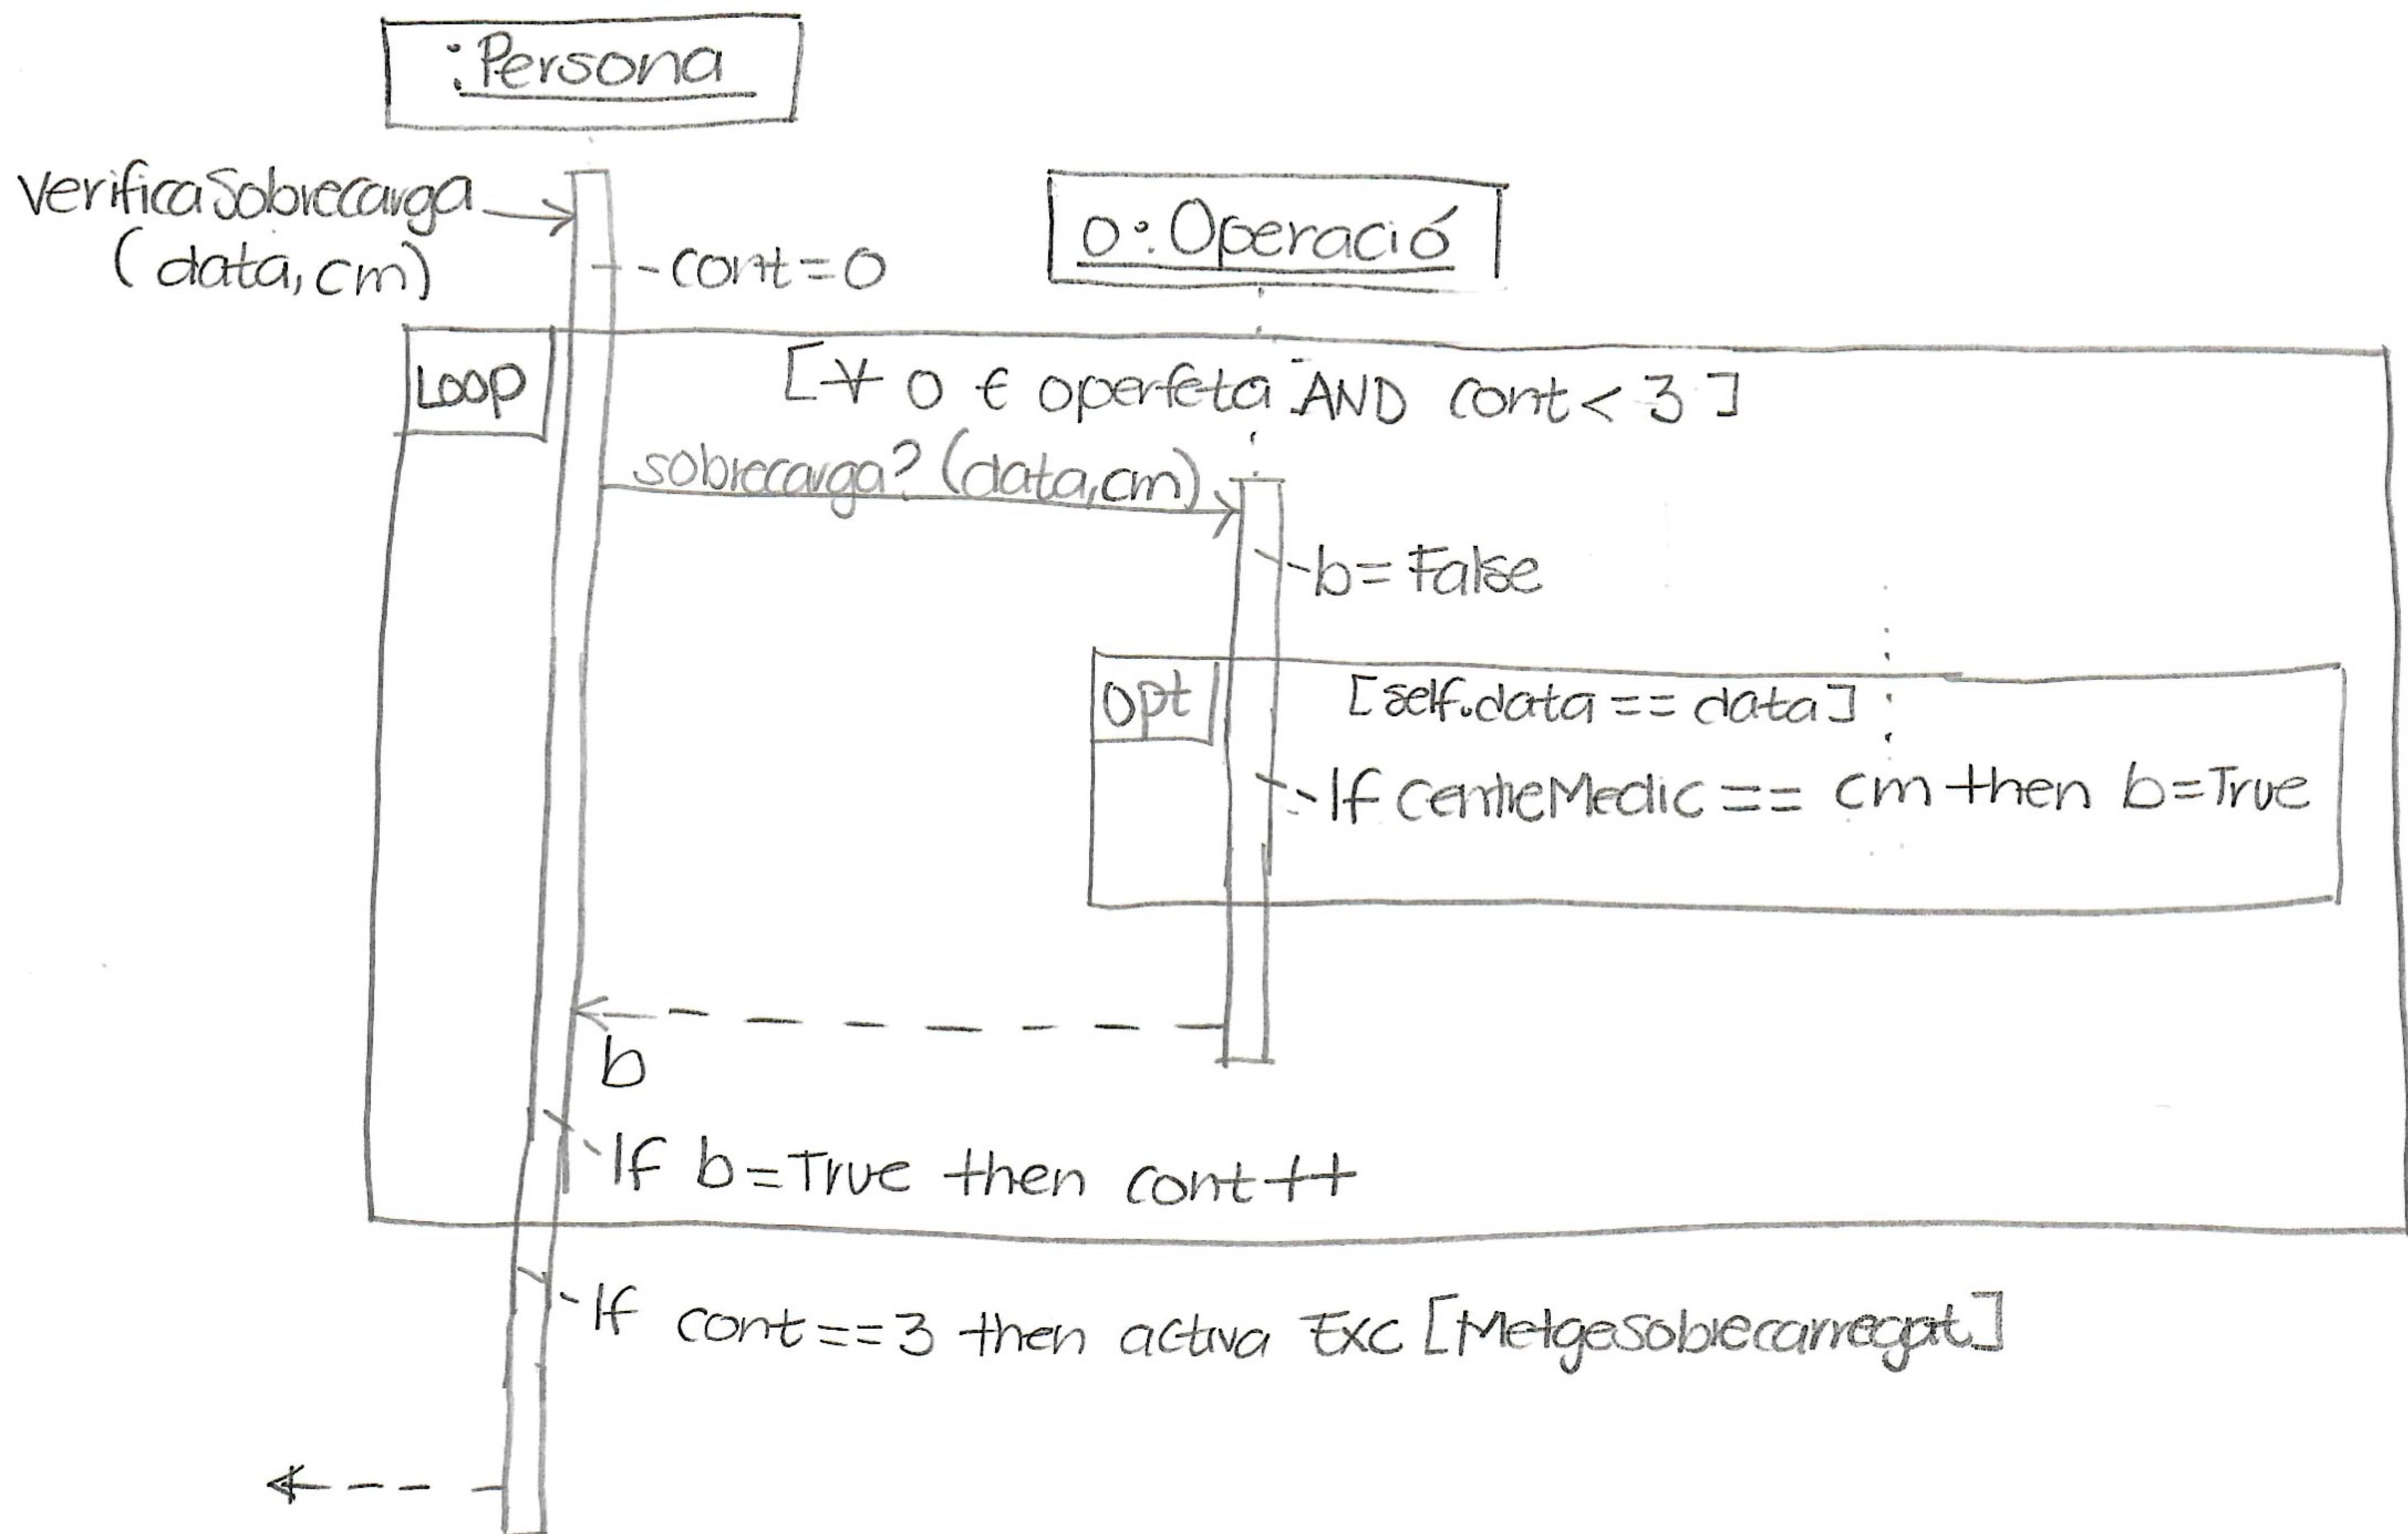 :Persona
verificaSobrecarga
(data, cm)
o:Operació
cont=0
Loop
[∀ o ∈ operfeta AND cont < 3]
sobrecarga? (data,cm)
b= False
opt
[self.data == data]
If CentreMedic == cm then b=True
b
If b=True then cont++
If cont==3 then activa Exc [MetgeSobrecarregat]